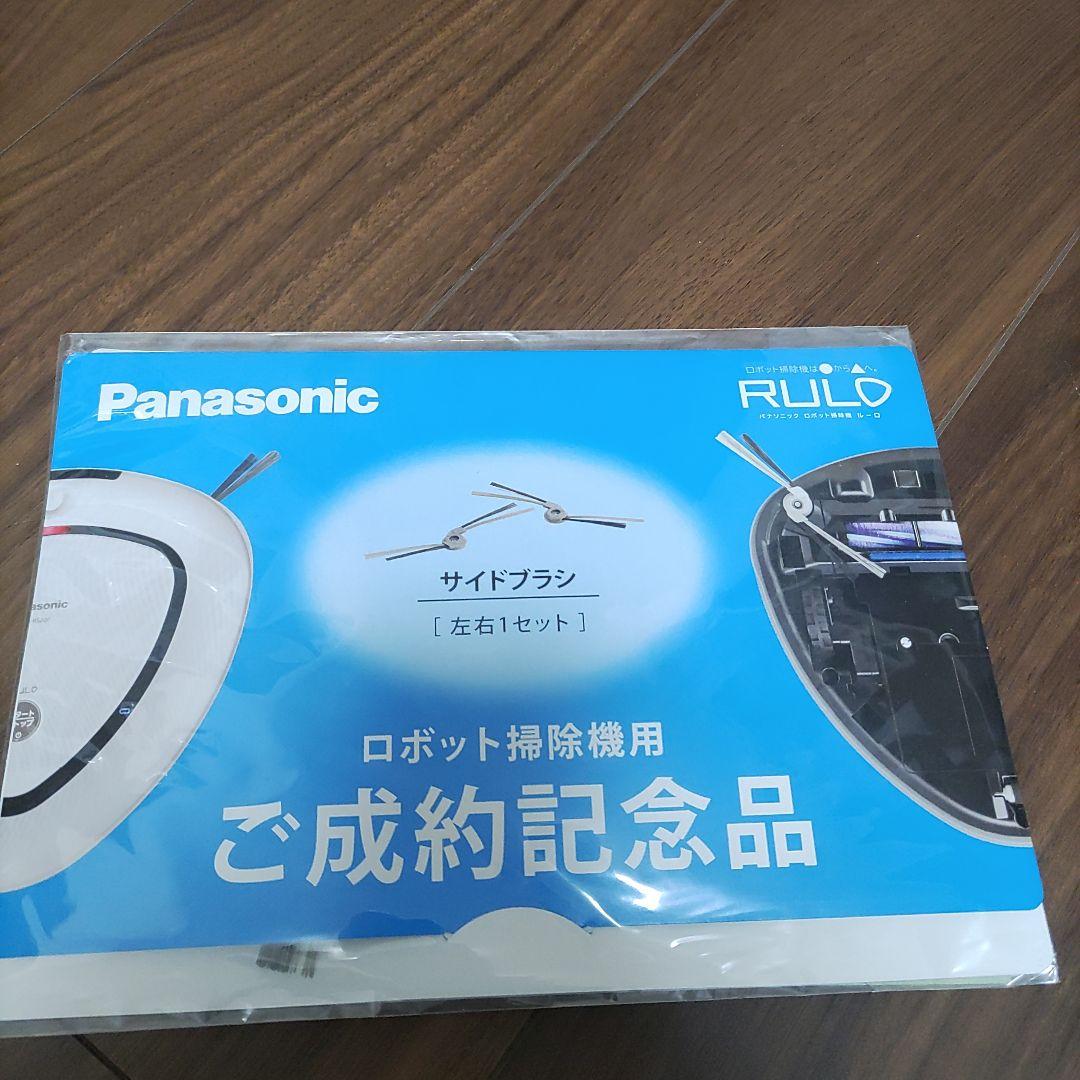 Panasonic
ロボット掃除機は●から▲へ。
RULO
パナソニック ロボット掃除機 ルーロ
サイドブラシ
[ 左右1セット ]
asonic
ULO
ロボット掃除機用
ご成約記念品